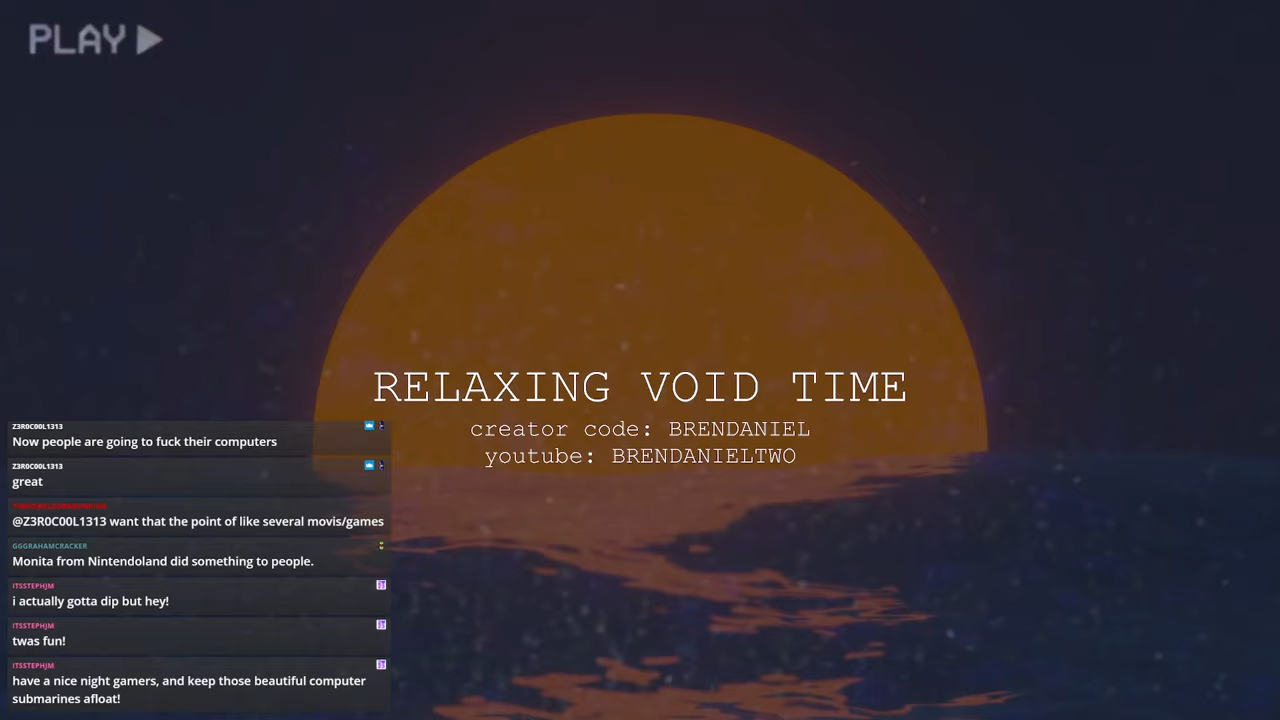 PLAY
RELAXING VOID TIME
creator code: BRENDANIEL
youtube: BRENDANIELTWO
Z3R0C00L1313
Now people are going to fuck their computers
Z3R0C00L1313
great
@Z3R0C00L1313 want that the point of like several movis/games
GGGRAHAMCRACKER
Monita from Nintendoland did something to people.
ITSSTEPHJM
i actually gotta dip but hey!
ITSSTEPHJM
twas fun!
ITSSTEPHJM
have a nice night gamers, and keep those beautiful computer
submarines afloat!